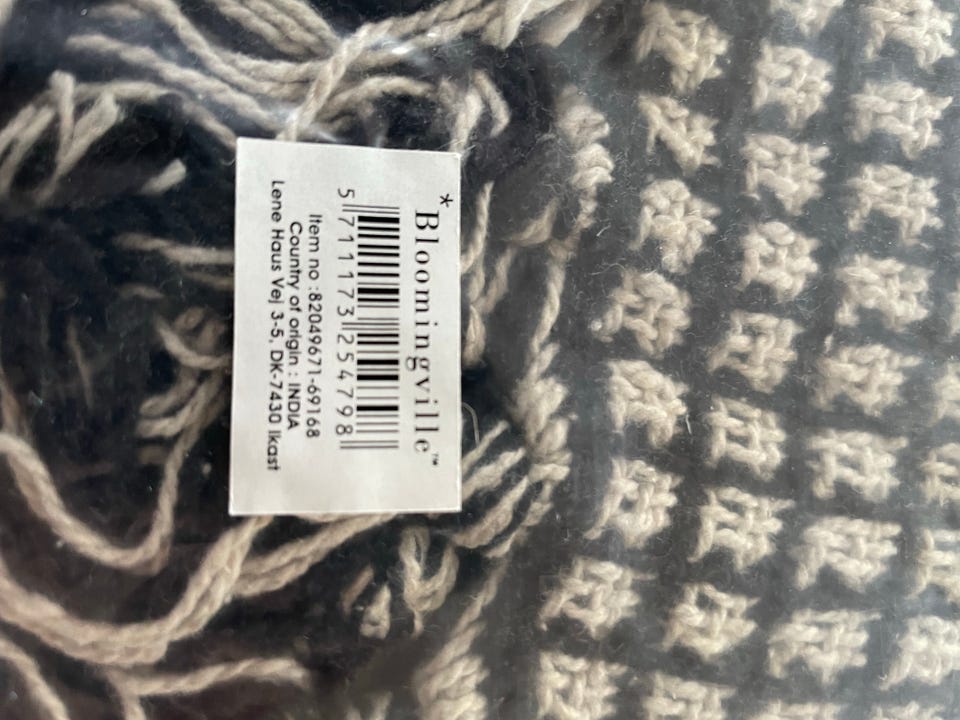 *Bloomingville™
5 711173 254798
Item no :82049671-69168
Country of origin : INDIA
Lene Haus Vej 3-5, DK-7430 Ikast